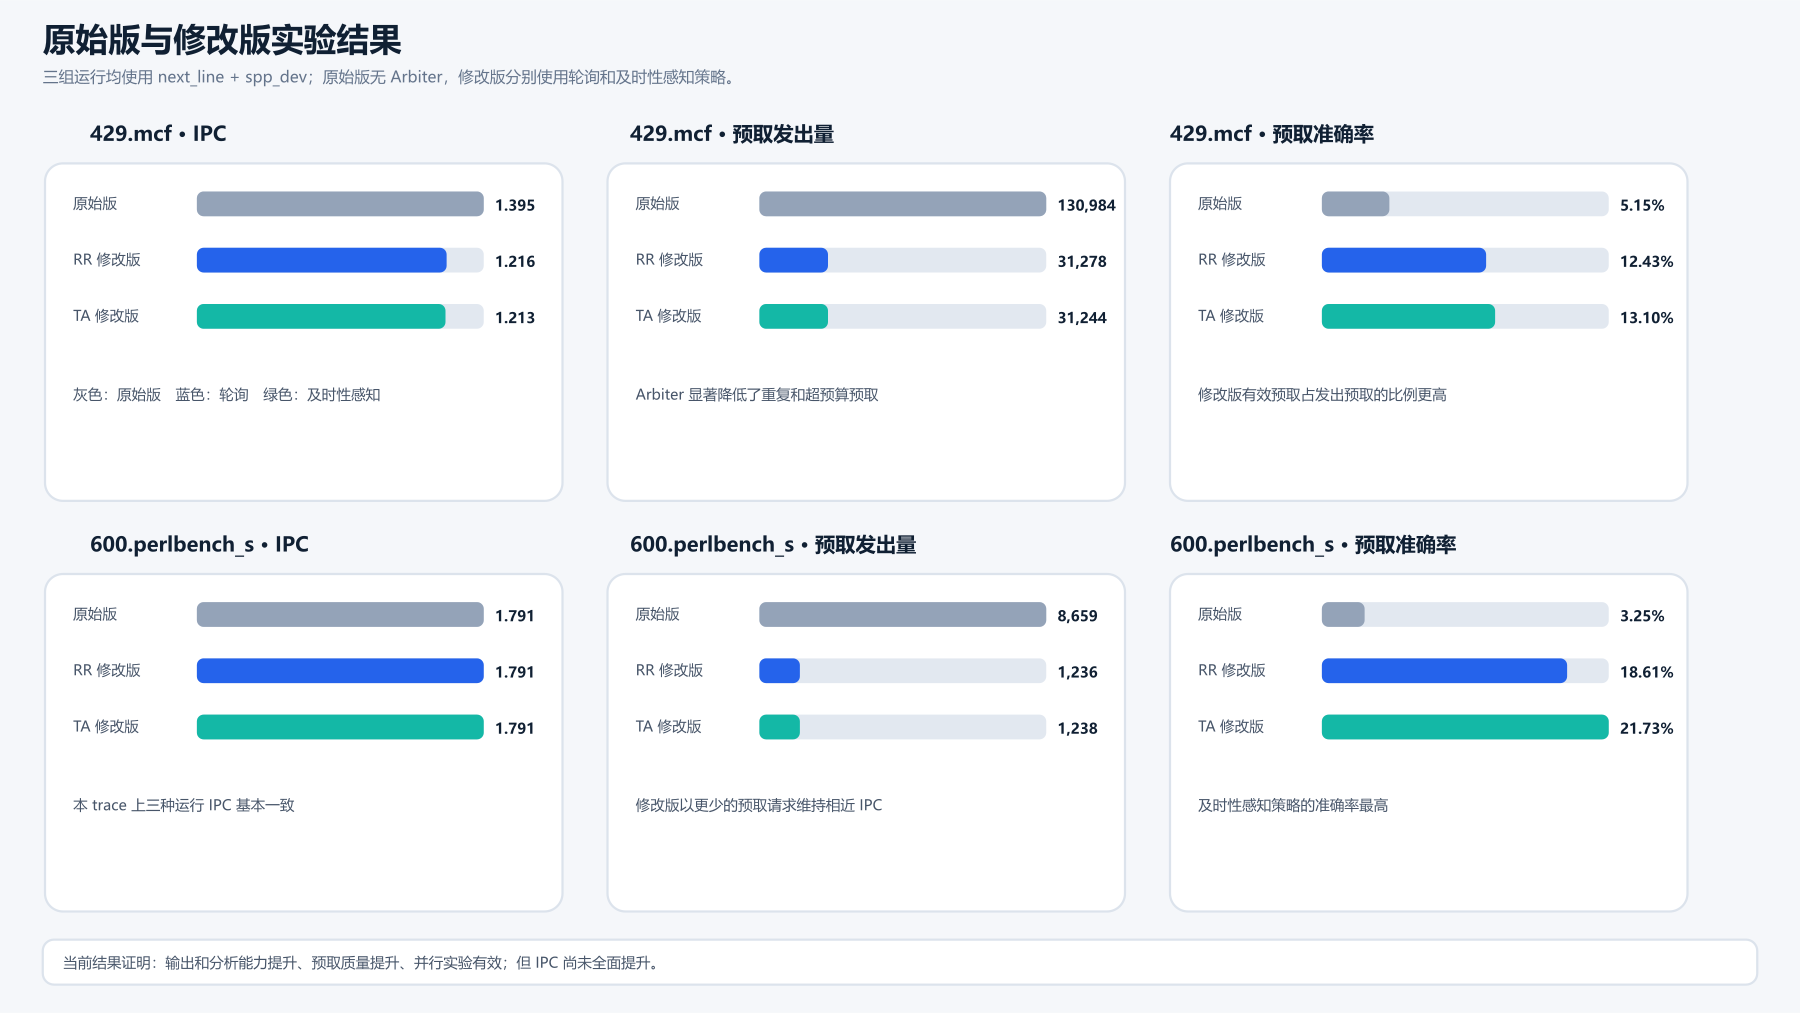 原始版与修改版实验结果
三组运行均使用 next_line + spp_dev；原始版无 Arbiter，修改版分别使用轮询和及时性感知策略。
429.mcf • IPC
原始版 1.395
RR 修改版 1.216
TA 修改版 1.213
灰色：原始版 蓝色：轮询 绿色：及时性感知
429.mcf • 预取发出量
原始版 130,984
RR 修改版 31,278
TA 修改版 31,244
Arbiter 显著降低了重复和超预算预取
429.mcf • 预取准确率
原始版 5.15%
RR 修改版 12.43%
TA 修改版 13.10%
修改版有效预取占发出预取的比例更高
600.perlbench_s • IPC
原始版 1.791
RR 修改版 1.791
TA 修改版 1.791
本 trace 上三种运行 IPC 基本一致
600.perlbench_s • 预取发出量
原始版 8,659
RR 修改版 1,236
TA 修改版 1,238
修改版以更少的预取请求维持相近 IPC
600.perlbench_s • 预取准确率
原始版 3.25%
RR 修改版 18.61%
TA 修改版 21.73%
及时性感知策略的准确率最高
当前结果证明：输出和分析能力提升、预取质量提升、并行实验有效；但 IPC 尚未全面提升。